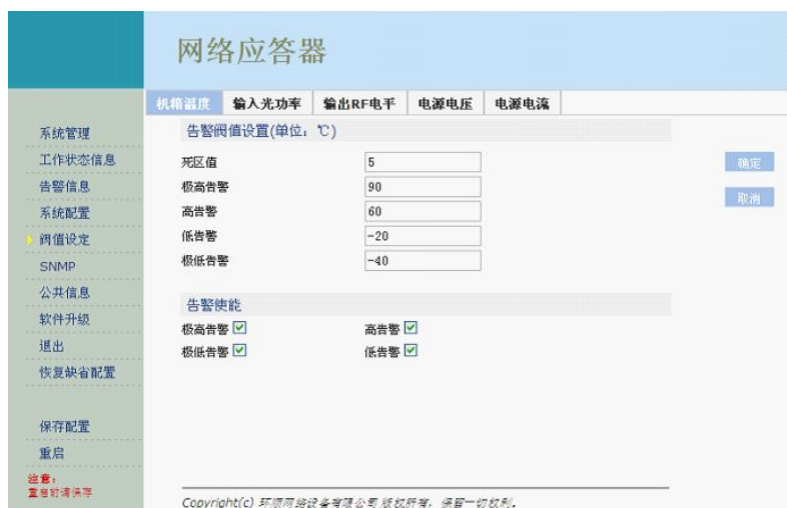 网络应答器
机箱温度 输入光功率 输出RF电平 电源电压 电源电流
系统管理
工作状态信息
告警信息
系统配置
阀值设定
SNMP
公共信息
软件升级
退出
恢复缺省配置
保存配置
重启
注意:
重启前请保存
告警阀值设置(单位: ℃)
死区值 5
极高告警 90
高告警 60
低告警 -20
极低告警 -40
确定
取消
告警使能
极高告警 高告警
极低告警 低告警
Copyright(c) 环顺网络设备有限公司 版权所有, 保留一切权利.